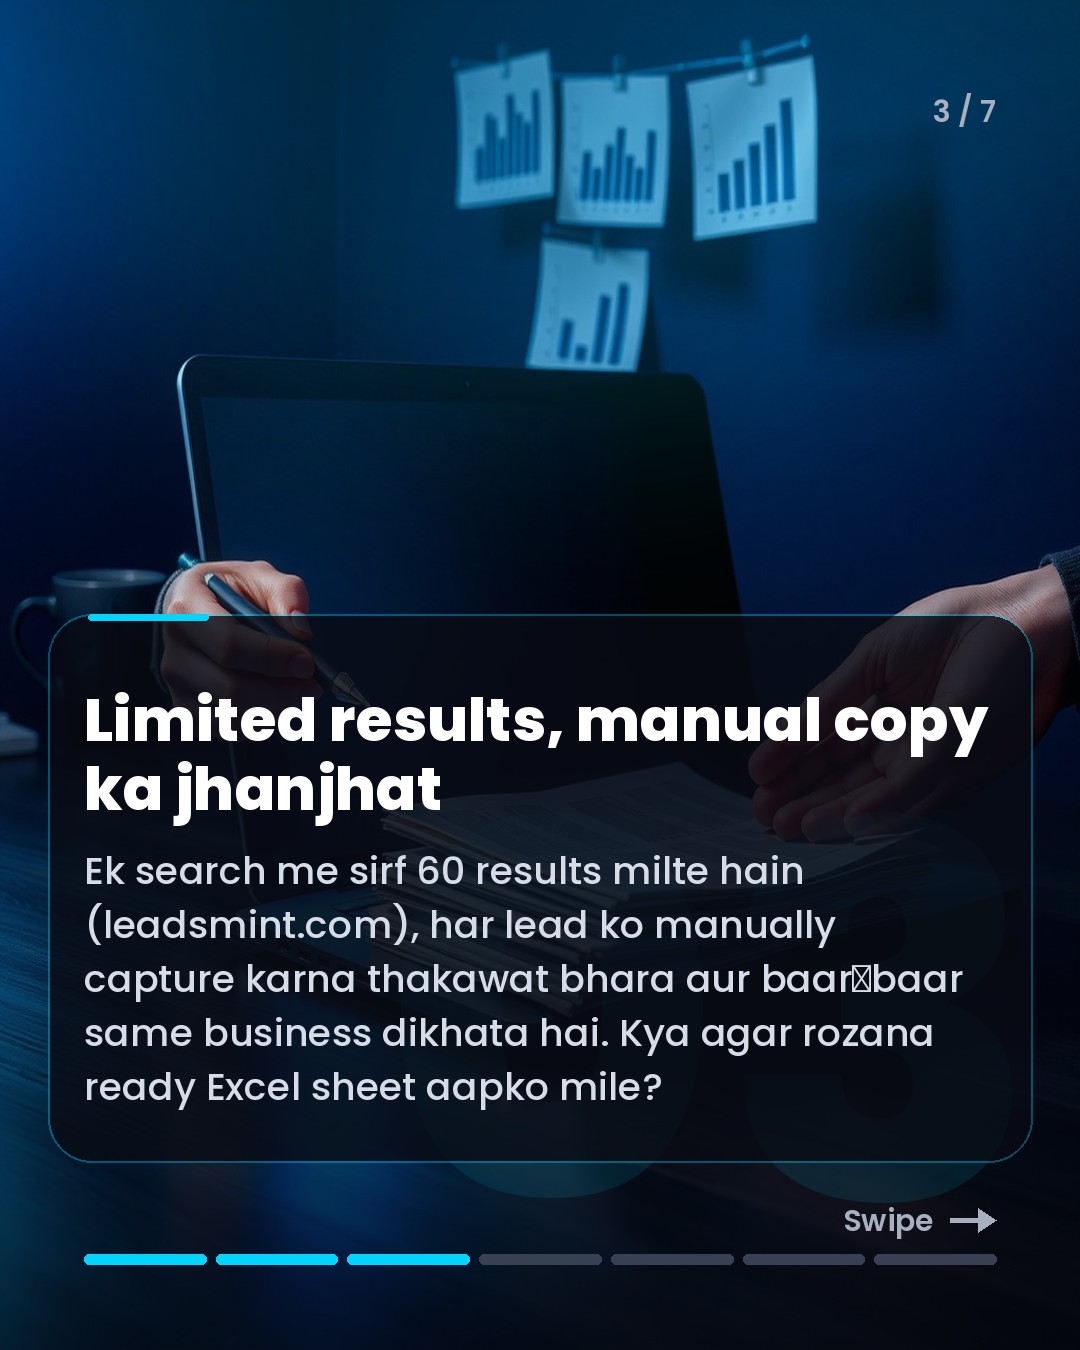 3 / 7
Limited results, manual copy
ka jhanjhat
Ek search me sirf 60 results milte hain
(leadsmint.com), har lead ko manually
capture karna thakawat bhara aur baar☒baar
same business dikhata hai. Kya agar rozana
ready Excel sheet aapko mile?
03
Swipe →